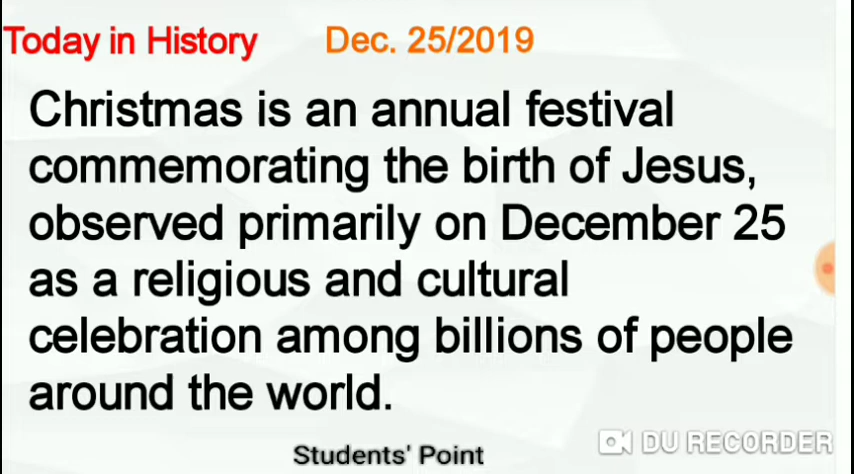 Today in History Dec. 25/2019
Christmas is an annual festival
commemorating the birth of Jesus,
observed primarily on December 25
as a religious and cultural
celebration among billions of people
around the world.
Students' Point
DU RECORDER